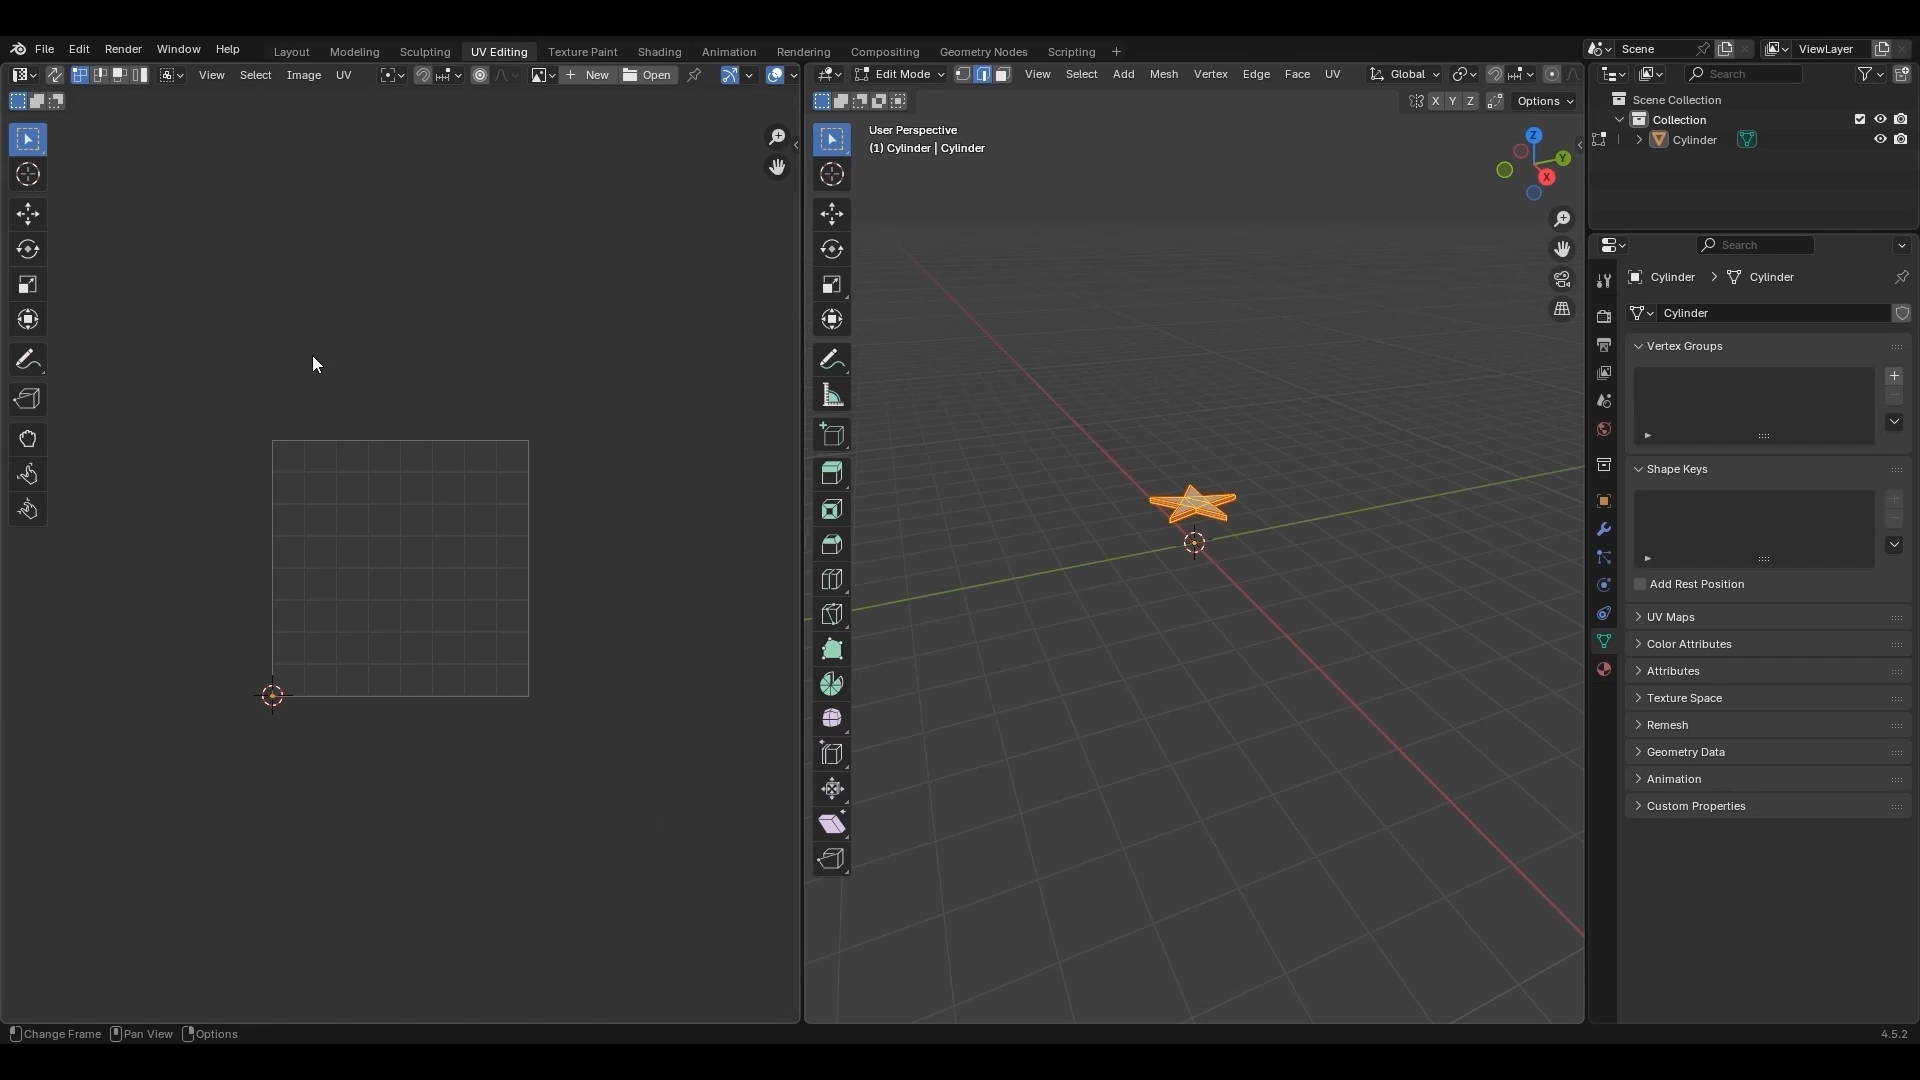 File Edit Render Window Help Layout Modeling Sculpting UV Editing Texture Paint Shading Animation Rendering Compositing Geometry Nodes Scripting Scene ViewLayer
View Select Image UV New Open Edit Mode View Select Add Mesh Vertex Edge Face UV Global Search
X Y Z Options
Scene Collection
Collection
Cylinder
User Perspective
(1) Cylinder | Cylinder
Z
Y
X
Search
Cylinder Cylinder
Cylinder
Vertex Groups
Shape Keys
Add Rest Position
UV Maps
Color Attributes
Attributes
Texture Space
Remesh
Geometry Data
Animation
Custom Properties
Change Frame Pan View Options 4.5.2